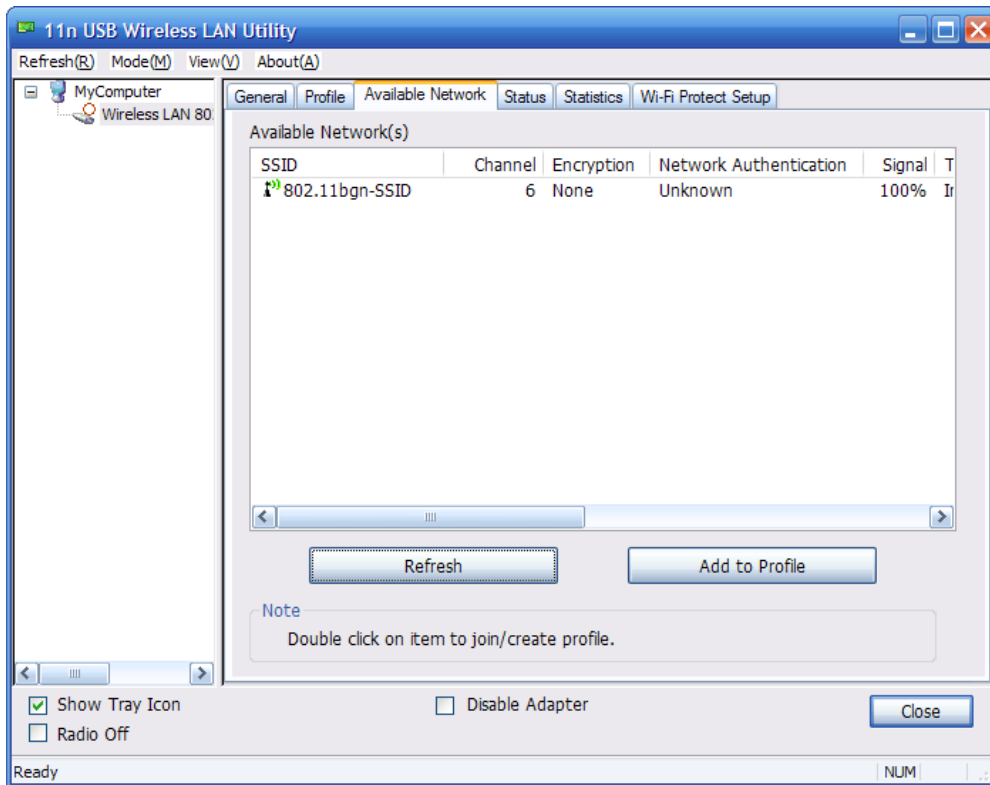 11n USB Wireless LAN Utility
Refresh(R) Mode(M) View(V) About(A)
MyComputer
Wireless LAN 80
General Profile Available Network Status Statistics Wi-Fi Protect Setup
Available Network(s)
SSID Channel Encryption Network Authentication Signal T
802.11bgn-SSID 6 None Unknown 100% Ir
Refresh Add to Profile
Note
Double click on item to join/create profile.
Show Tray Icon Disable Adapter Close
Radio Off
Ready NUM